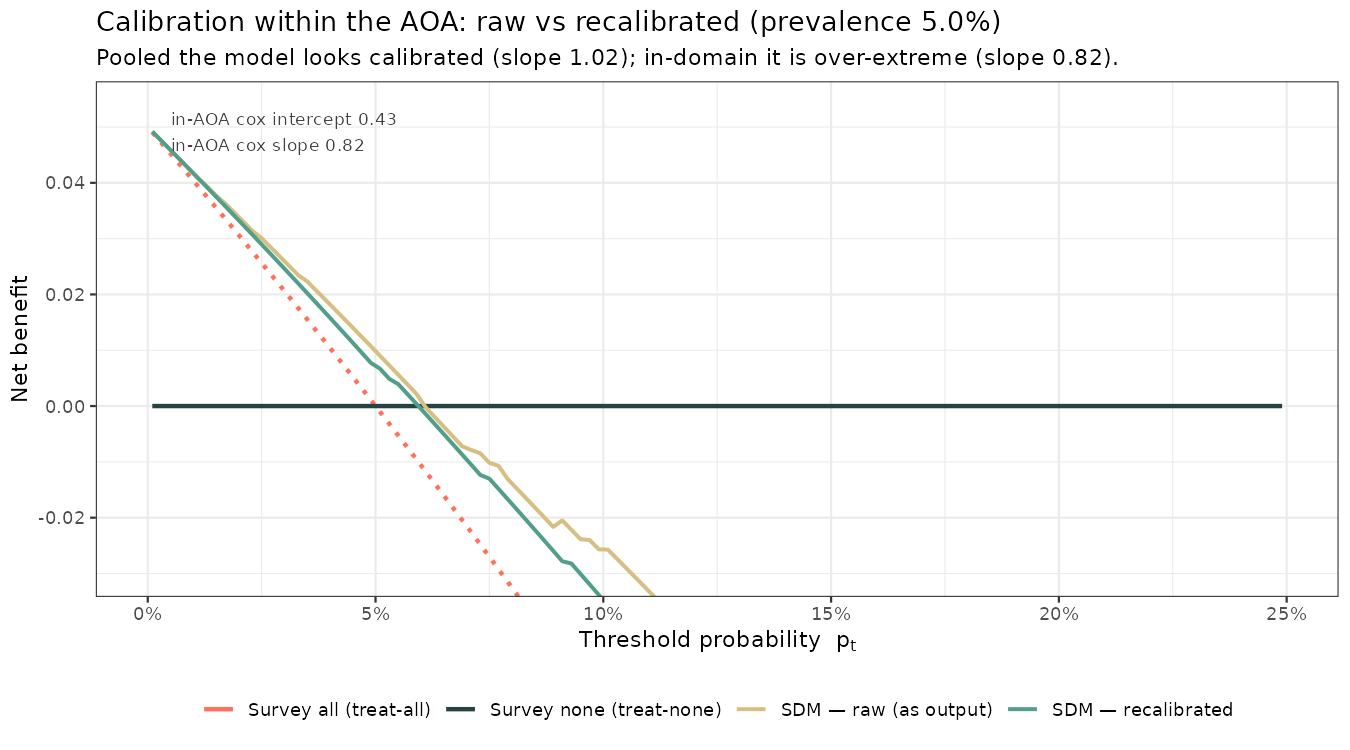 Calibration within the AOA: raw vs recalibrated (prevalence 5.0%)
Pooled the model looks calibrated (slope 1.02); in-domain it is over-extreme (slope 0.82).
in-AOA cox intercept 0.43
in-AOA cox slope 0.82
Net benefit
0.04
0.02
0.00
-0.02
0% 5% 10% 15% 20% 25%
Threshold probability pₜ
Survey all (treat-all) Survey none (treat-none) SDM — raw (as output) SDM — recalibrated